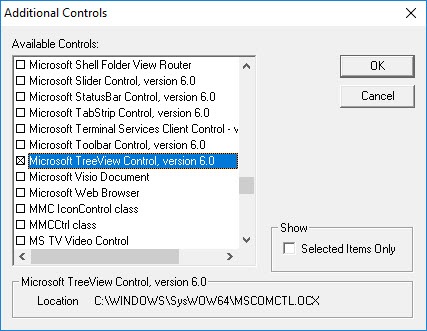 Additional Controls
Available Controls:
Microsoft Shell Folder View Router
Microsoft Slider Control, version 6.0
Microsoft StatusBar Control, version 6.0
Microsoft TabStrip Control, version 6.0
Microsoft Terminal Services Client Control - v
Microsoft Toolbar Control, version 6.0
Microsoft TreeView Control, version 6.0
Microsoft Visio Document
Microsoft Web Browser
MMC IconControl class
MMCCtrl class
MS TV Video Control
OK
Cancel
Show
Selected Items Only
Microsoft TreeView Control, version 6.0
Location C:\WINDOWS\SysWOW64\MSCOMCTL.OCX